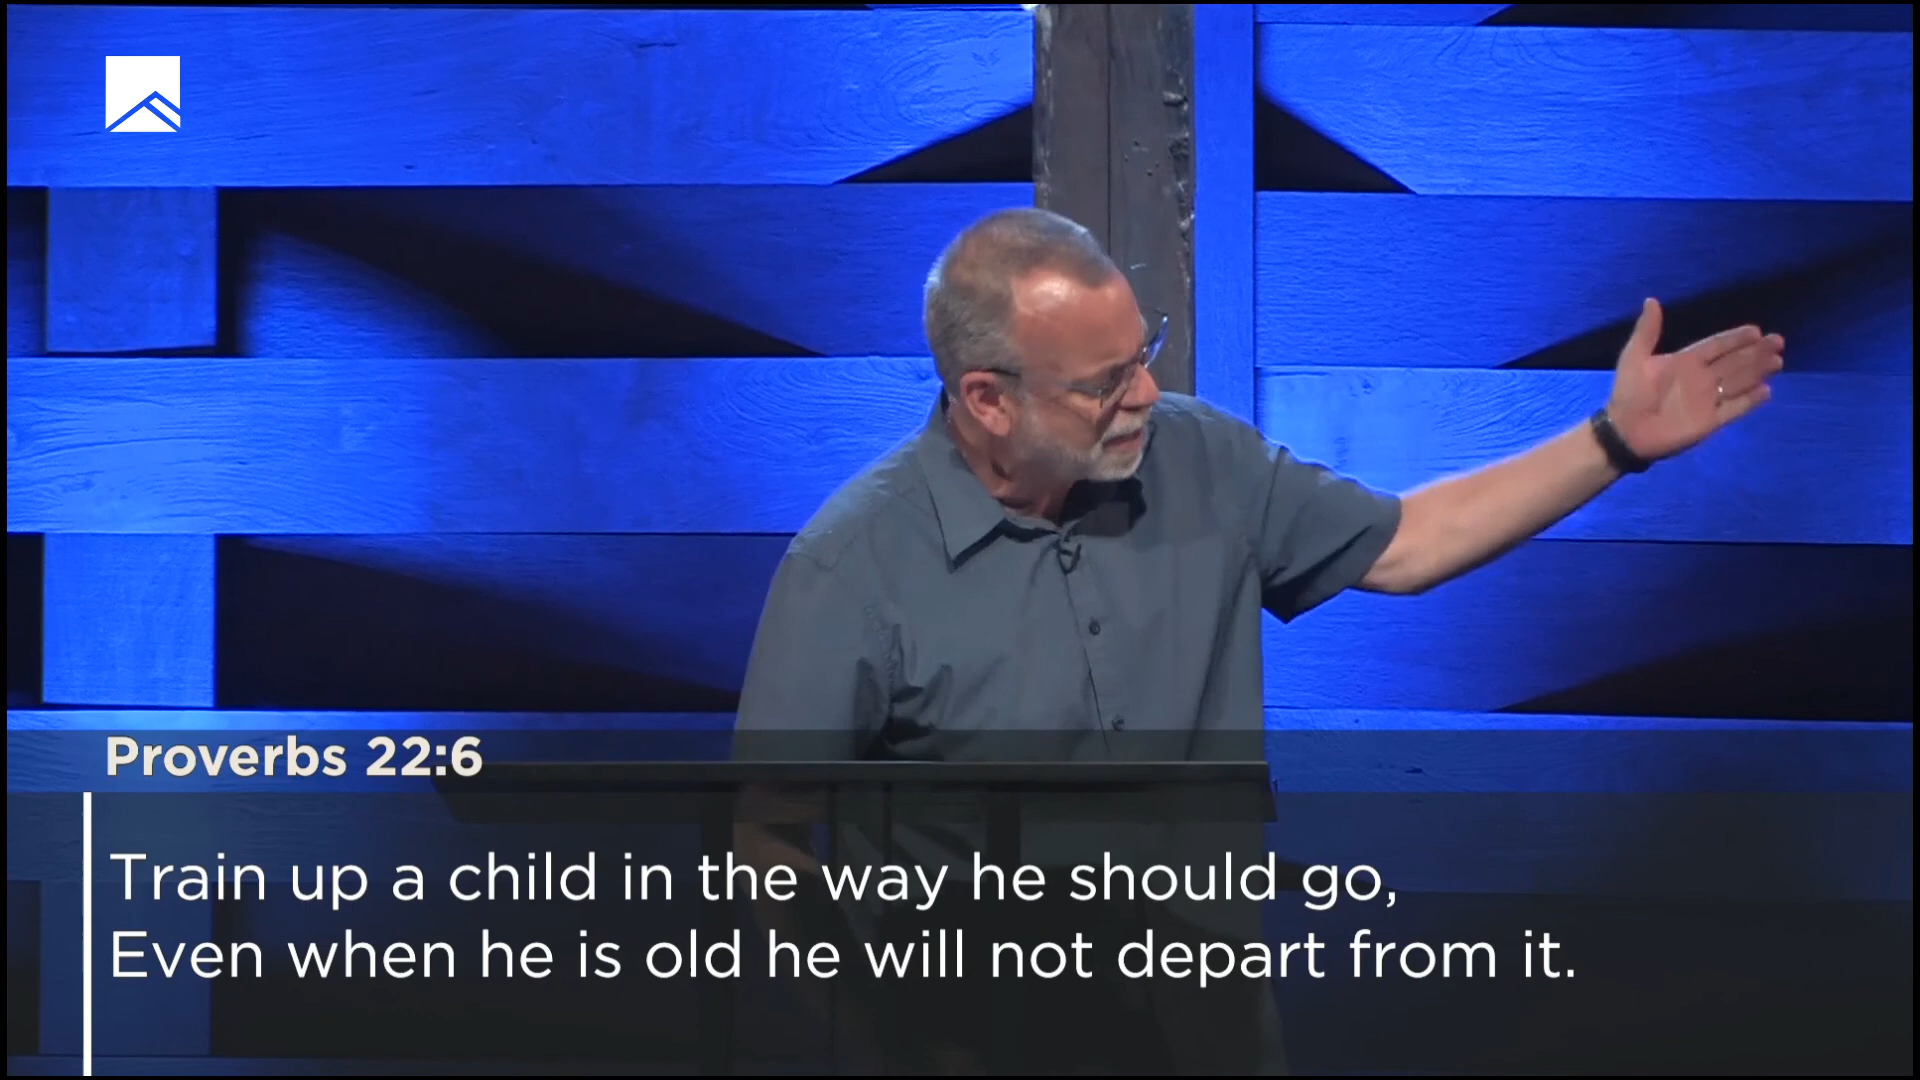 Proverbs 22:6
Train up a child in the way he should go,
Even when he is old he will not depart from it.